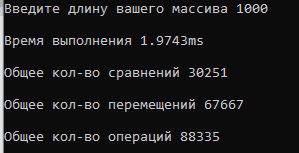 Введите длину вашего массива 1000
Время выполнения 1.9743ms
Общее кол-во сравнений 30251
Общее кол-во перемещений 67667
Общее кол-во операций 88335